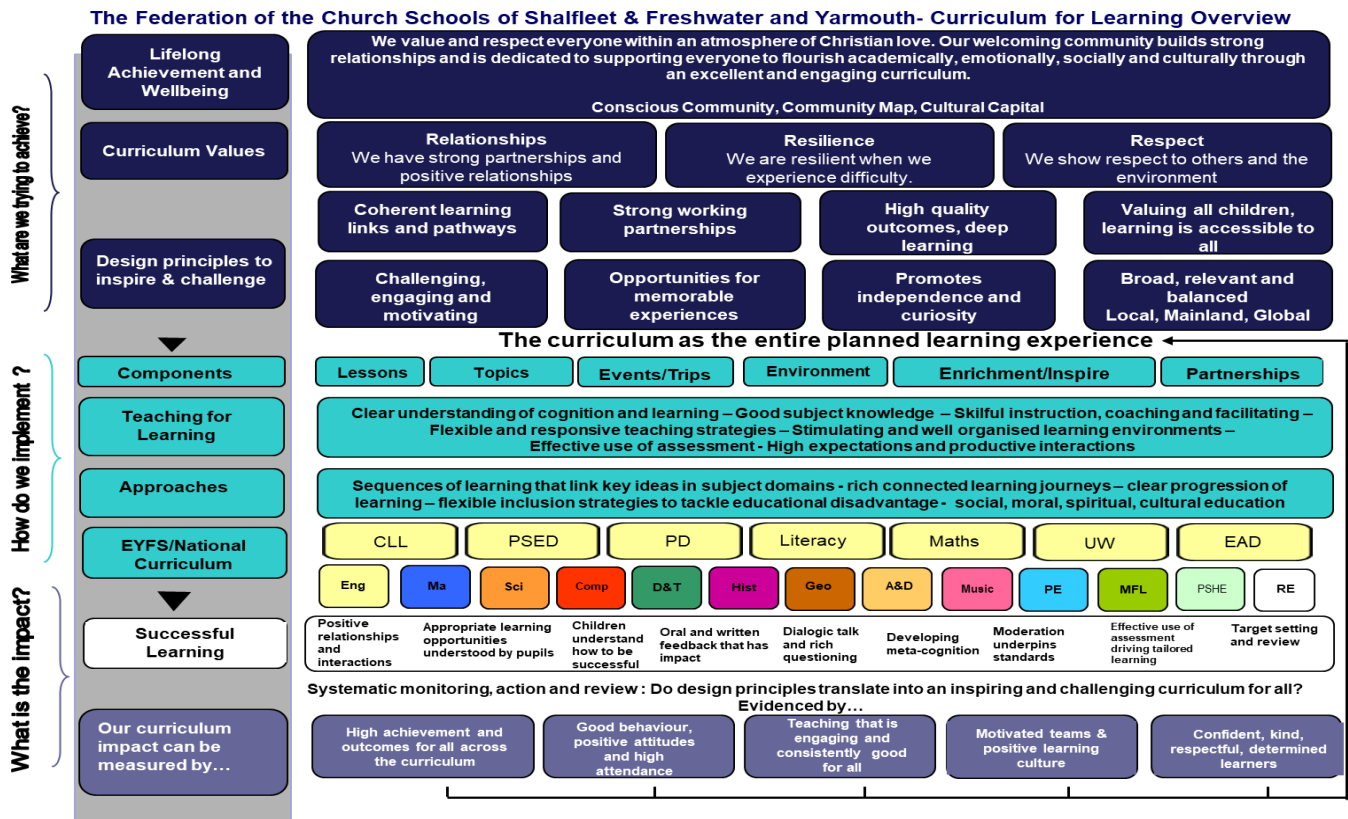 The Federation of the Church Schools of Shalfleet & Freshwater and Yarmouth- Curriculum for Learning Overview
What are we trying to achieve?
Lifelong
Achievement and
Wellbeing
We value and respect everyone within an atmosphere of Christian love. Our welcoming community builds strong
relationships and is dedicated to supporting everyone to flourish academically, emotionally, socially and culturally through
an excellent and engaging curriculum.
Conscious Community, Community Map, Cultural Capital
Curriculum Values
Relationships
We have strong partnerships and
positive relationships
Resilience
We are resilient when we
experience difficulty.
Respect
We show respect to others and the
environment
Design principles to
inspire & challenge
Coherent learning
links and pathways
Strong working
partnerships
High quality
outcomes, deep
learning
Valuing all children,
learning is accessible to
all
Challenging,
engaging and
motivating
Opportunities for
memorable
experiences
Promotes
independence and
curiosity
Broad, relevant and
balanced
Local, Mainland, Global
The curriculum as the entire planned learning experience
How do we implement ?
Components
Lessons
Topics
Events/Trips
Environment
Enrichment/Inspire
Partnerships
Teaching for
Learning
Clear understanding of cognition and learning – Good subject knowledge – Skilful instruction, coaching and facilitating –
Flexible and responsive teaching strategies – Stimulating and well organised learning environments –
Effective use of assessment - High expectations and productive interactions
Approaches
Sequences of learning that link key ideas in subject domains - rich connected learning journeys – clear progression of
learning – flexible inclusion strategies to tackle educational disadvantage - social, moral, spiritual, cultural education
EYFS/National
Curriculum
CLL
PSED
PD
Literacy
Maths
UW
EAD
Eng
Ma
Sci
Comp
D&T
Hist
Geo
A&D
Music
PE
MFL
PSHE
RE
What is the impact?
Successful
Learning
Positive
relationships
and
interactions
Appropriate learning
opportunities
understood by pupils
Children
understand
how to be
successful
Oral and written
feedback that has
impact
Dialogic talk
and rich
questioning
Developing
meta-cognition
Moderation
underpins
standards
Effective use of
assessment
driving tailored
learning
Target setting
and review
Systematic monitoring, action and review : Do design principles translate into an inspiring and challenging curriculum for all?
Evidenced by…
Our curriculum
impact can be
measured by…
High achievement and
outcomes for all across
the curriculum
Good behaviour,
positive attitudes
and high
attendance
Teaching that is
engaging and
consistently good
for all
Motivated teams &
positive learning
culture
Confident, kind,
respectful, determined
learners